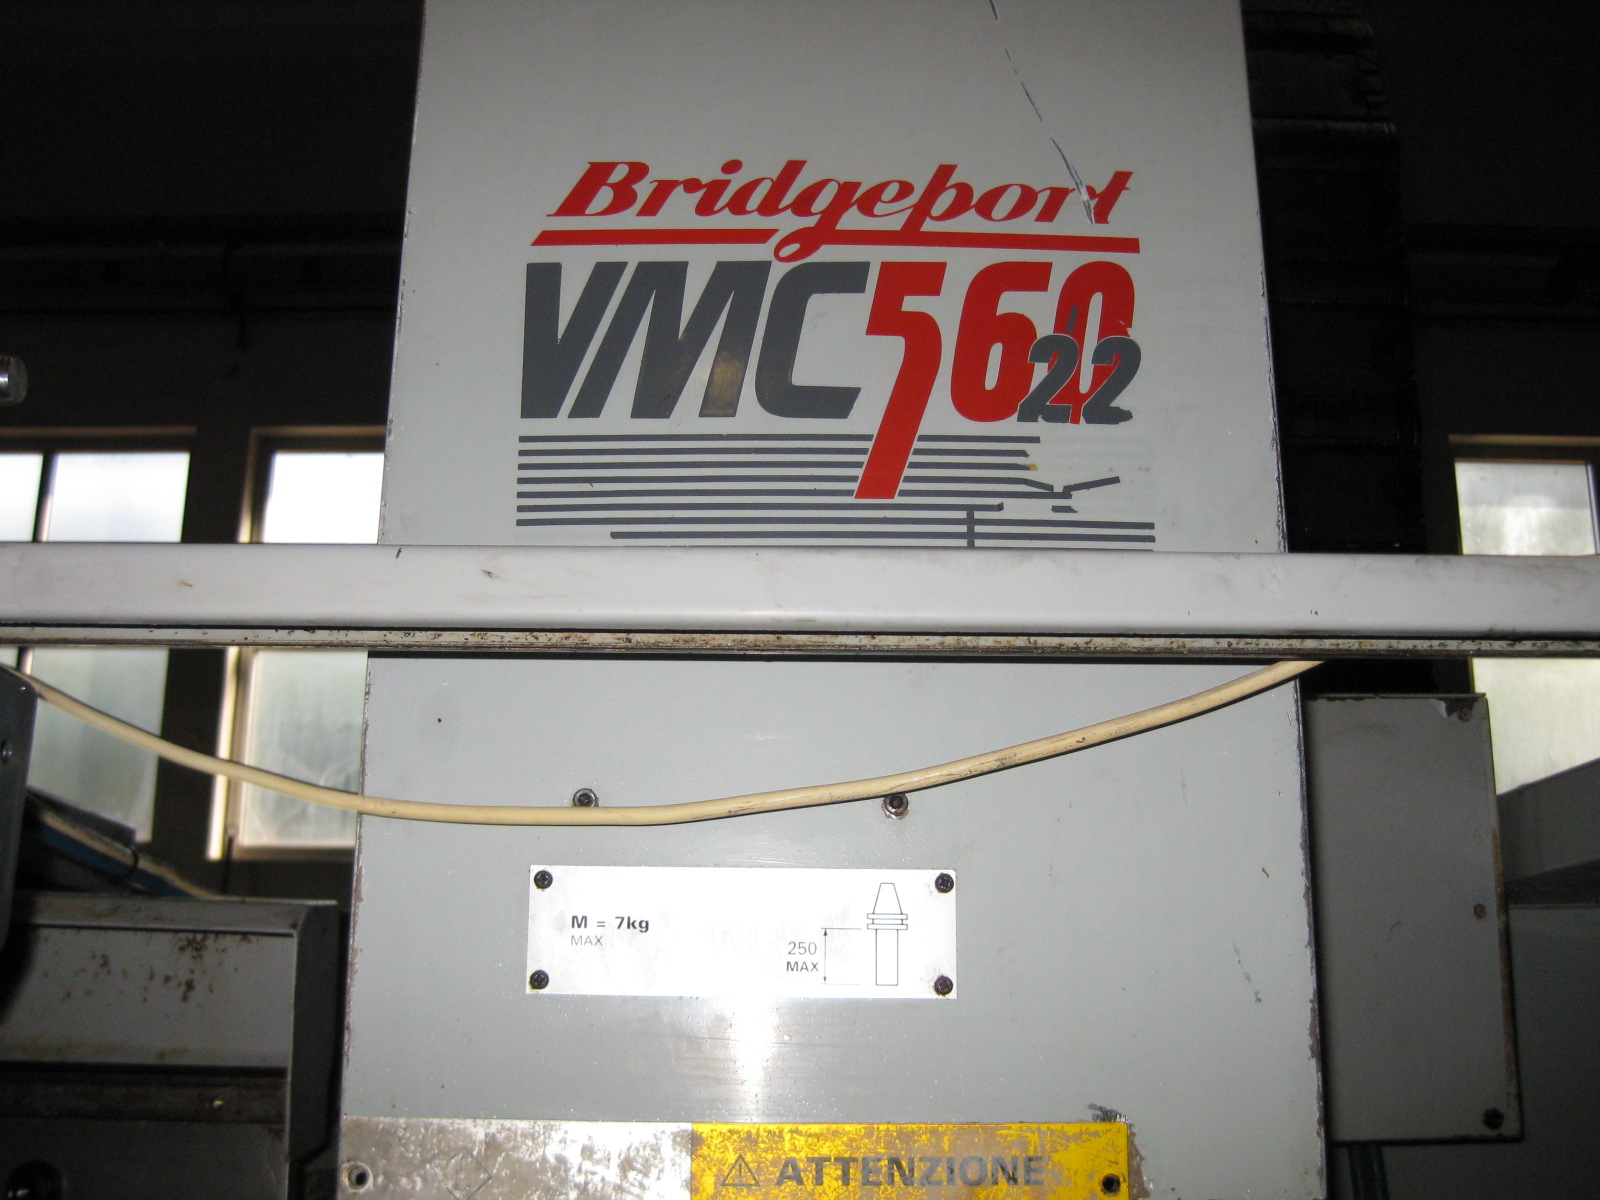 Bridgeport
VMC560
22
M = 7kg
MAX
250
MAX
ATTENZIONE